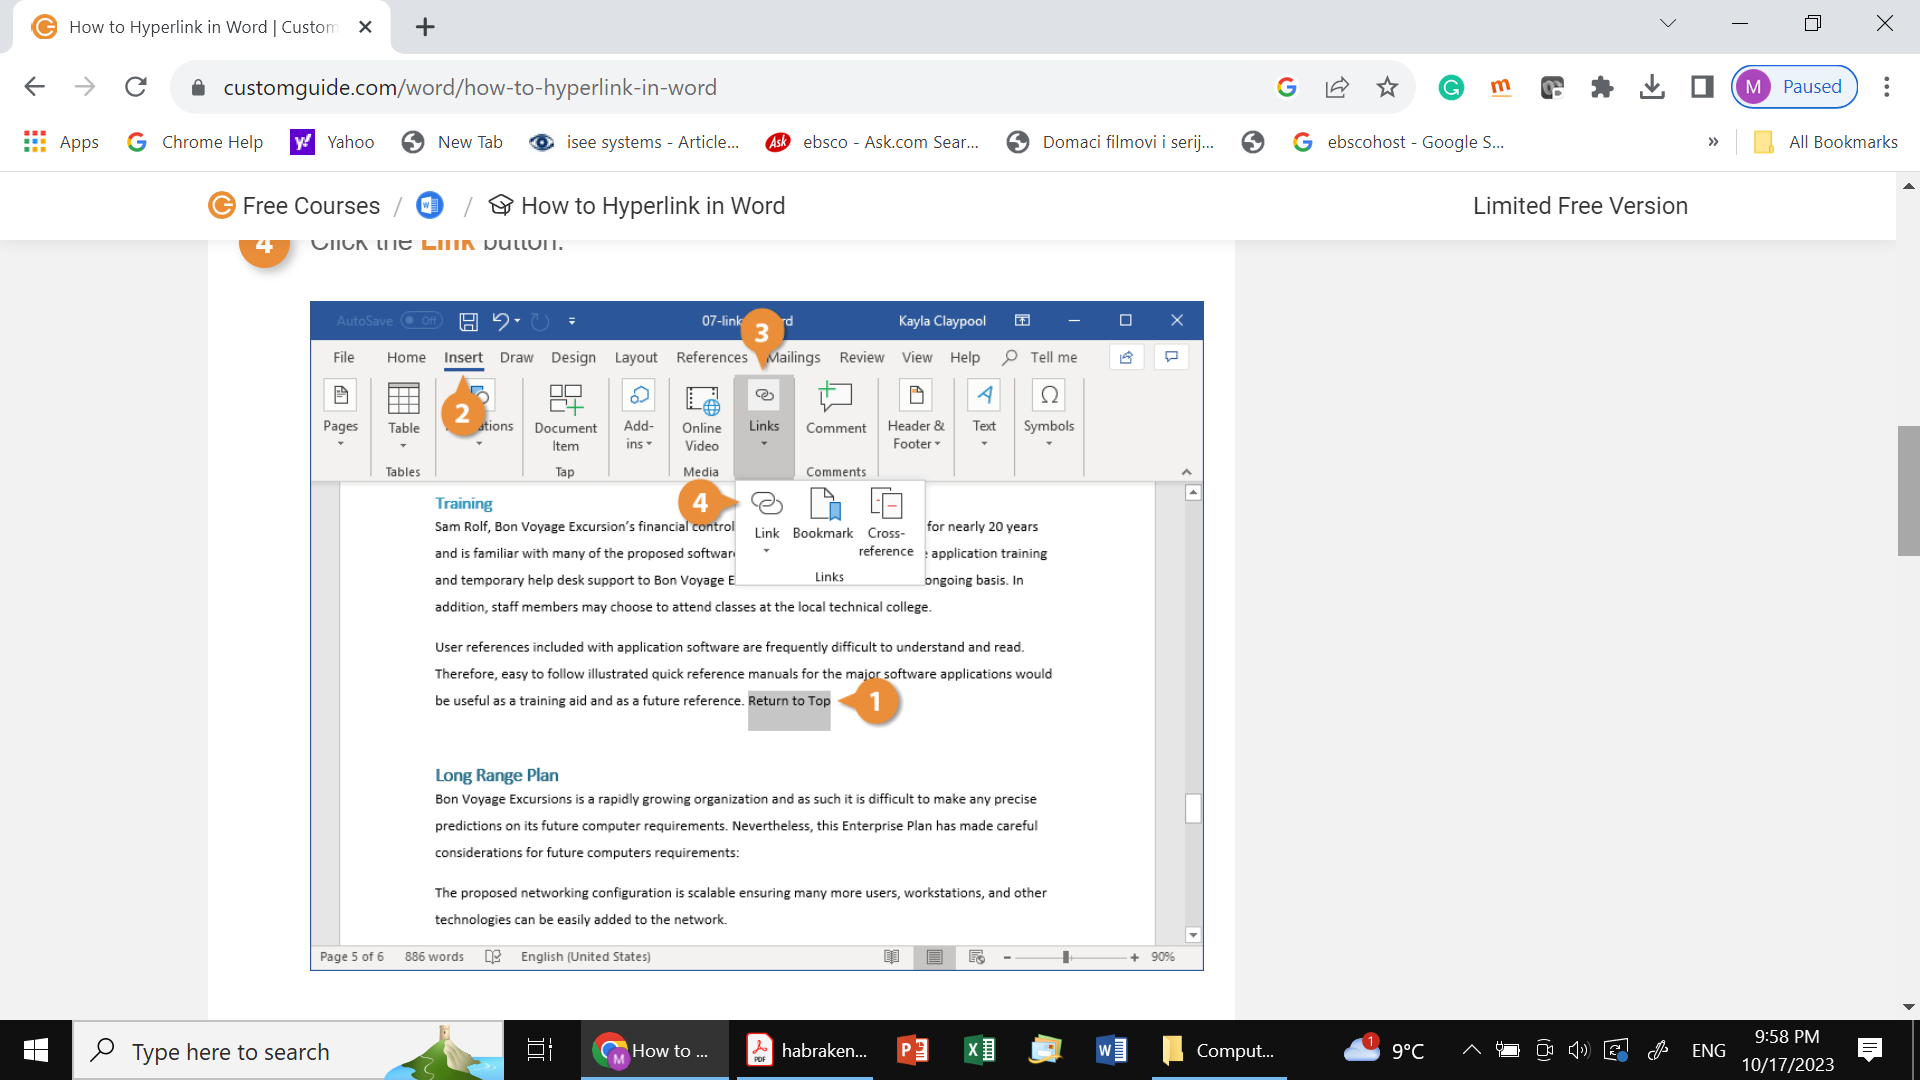 How to Hyperlink in Word | Custom
customguide.com/word/how-to-hyperlink-in-word
M Paused
Apps Chrome Help Yahoo New Tab isee systems - Article... Ask ebsco - Ask.com Sear... Domaci filmovi i serij... ebscohost - Google S... » All Bookmarks
Free Courses / / How to Hyperlink in Word Limited Free Version
4 Click the Link button.
AutoSave Off 07-link rd Kayla Claypool
3
File Home Insert Draw Design Layout References Mailings Review View Help Tell me
2
Pages Table ations Document Item Add-ins Online Video Links Comment Header & Footer Text Symbols
Tables Tap Media Comments
4
Link Bookmark Cross-reference
Links
Training
Sam Rolf, Bon Voyage Excursion's financial control for nearly 20 years
and is familiar with many of the proposed software application training
and temporary help desk support to Bon Voyage E ongoing basis. In
addition, staff members may choose to attend classes at the local technical college.
User references included with application software are frequently difficult to understand and read.
Therefore, easy to follow illustrated quick reference manuals for the major software applications would
be useful as a training aid and as a future reference. Return to Top 1
Long Range Plan
Bon Voyage Excursions is a rapidly growing organization and as such it is difficult to make any precise
predictions on its future computer requirements. Nevertheless, this Enterprise Plan has made careful
considerations for future computers requirements:
The proposed networking configuration is scalable ensuring many more users, workstations, and other
technologies can be easily added to the network.
Page 5 of 6 886 words English (United States) 90%
Type here to search
M How to ... PDF habraken... Comput... 1 9°C ENG
9:58 PM
10/17/2023